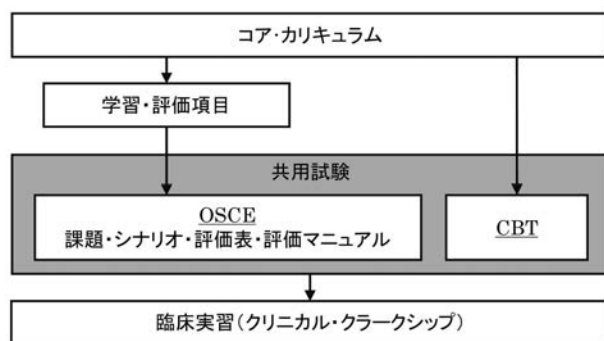 コア・カリキュラム
学習・評価項目
共用試験
OSCE
課題・シナリオ・評価表・評価マニュアル
CBT
臨床実習(クリニカル・クラークシップ)